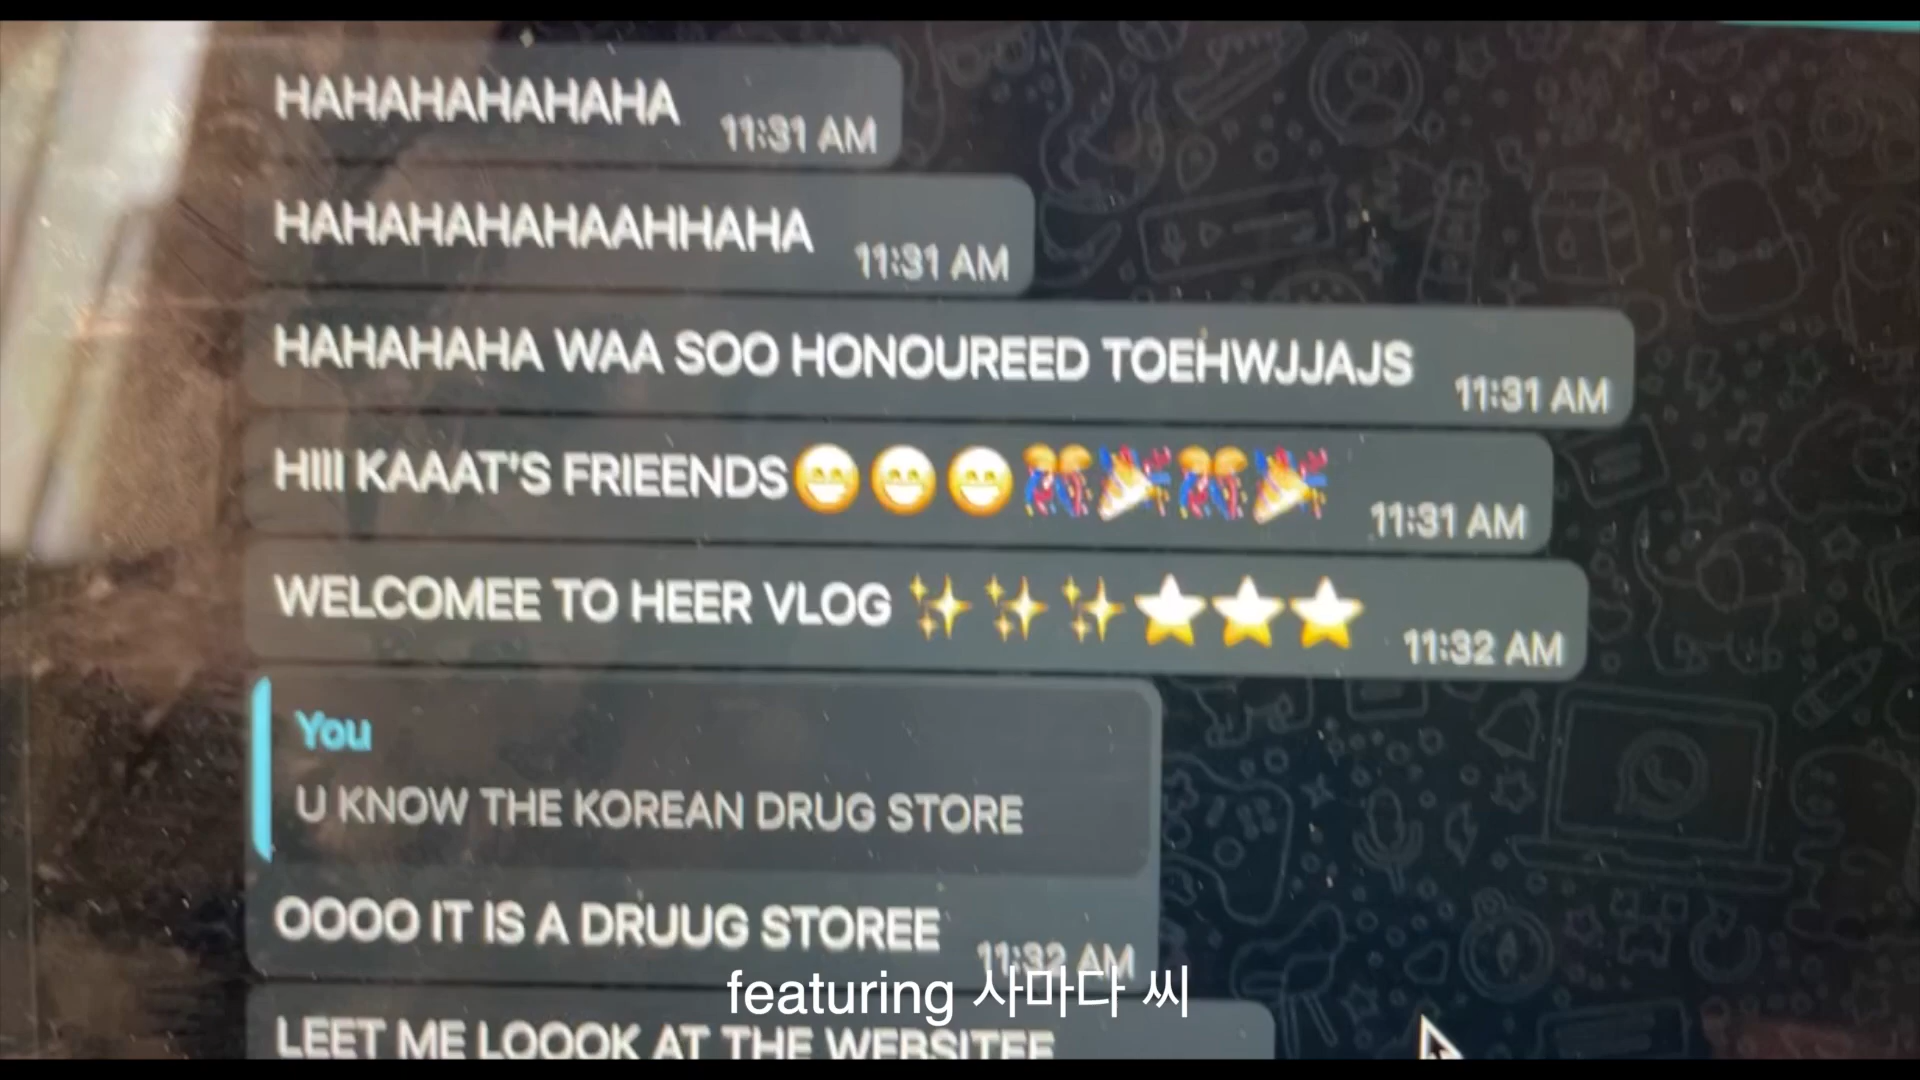 HAHAHAHAHAHA
11:31 AM
HAHAHAHAHAHAAHHAHA
11:31 AM
HAHAHAHA WAA SOO HONOUREED TOEHWJJAJS
11:31 AM
HIIII KAAAT'S FRIEENDS😁😁😁🎊🎉🎊🎉
11:31 AM
WELCOMEE TO HEER VLOG ✨✨✨⭐⭐⭐
11:32 AM
You
U KNOW THE KOREAN DRUG STORE
OOOO IT IS A DRUUG STOREE
11:32 AM
featuring 사마다 씨
LEET ME LOOOK AT THE WEBSITEE